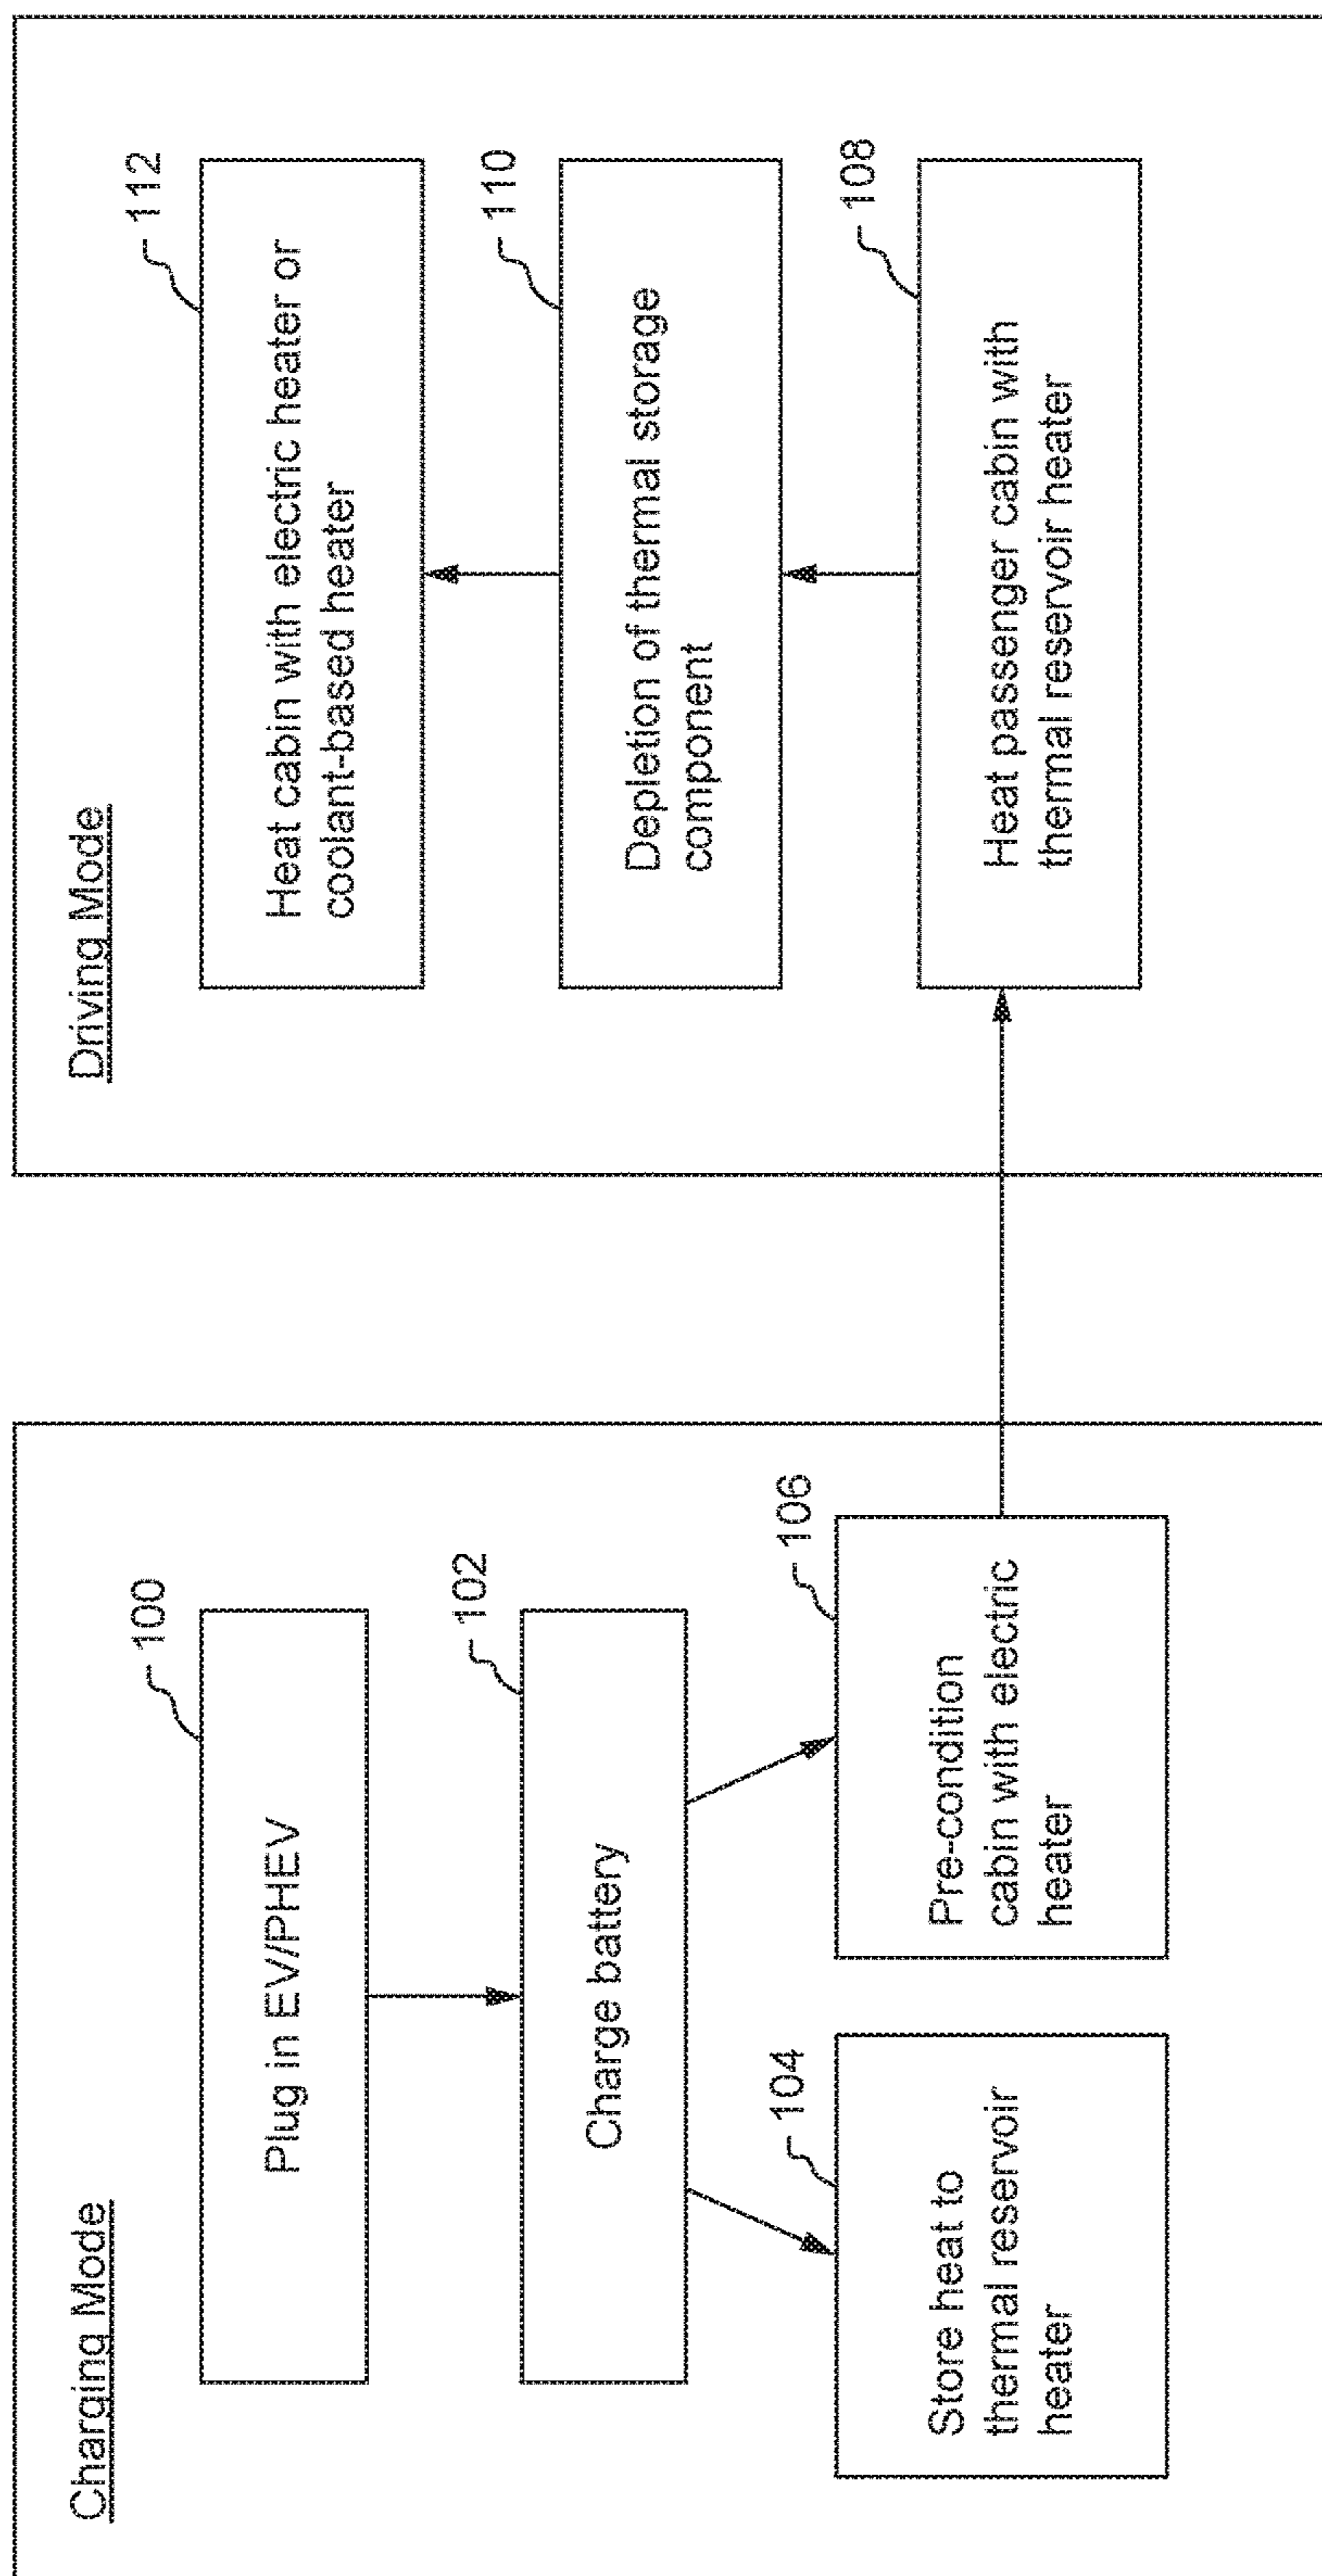 Charging Mode
100
Plug in EV/PHEV
102
Charge battery
104
Store heat to
thermal reservoir
heater
106
Pre-condition
cabin with electric
heater
Driving Mode
112
Heat cabin with electric heater or
coolant-based heater
110
Depletion of thermal storage
component
108
Heat passenger cabin with
thermal reservoir heater